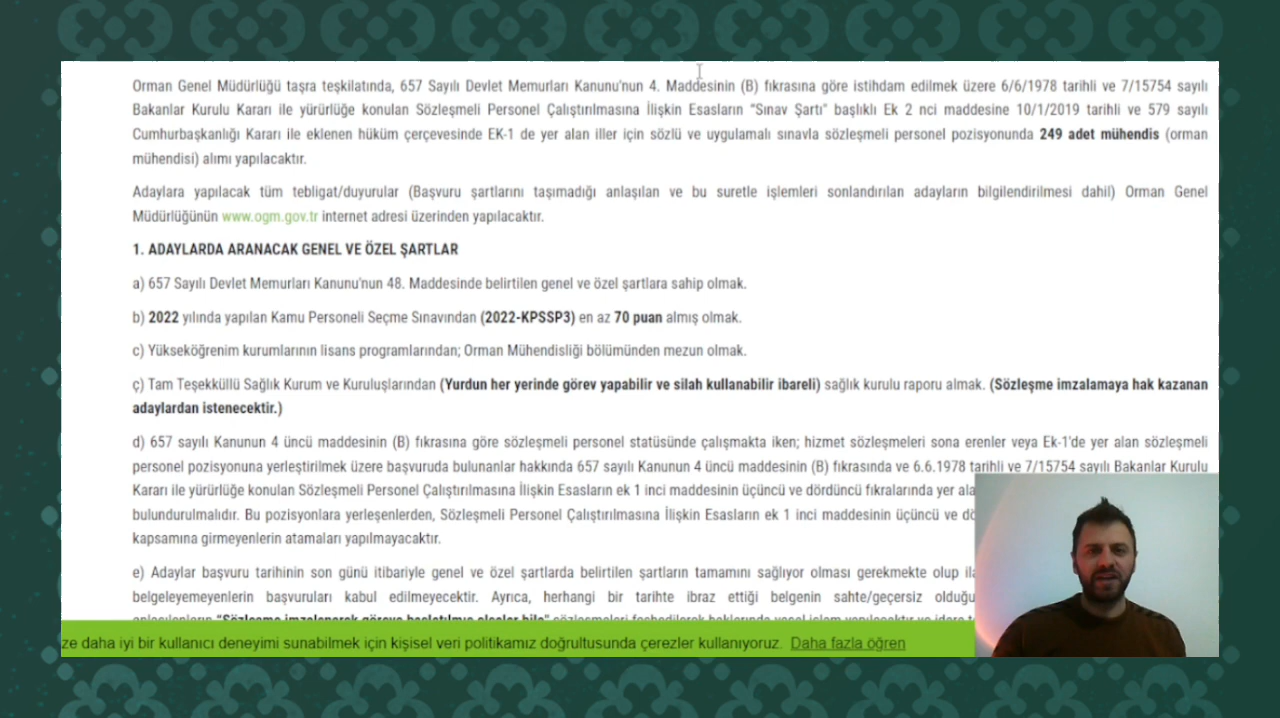 Orman Genel Müdürlüğü taşra teşkilatında, 657 Sayılı Devlet Memurları Kanunu'nun 4. Maddesinin (B) fıkrasına göre istihdam edilmek üzere 6/6/1978 tarihli ve 7/15754 sayılı
Bakanlar Kurulu Kararı ile yürürlüğe konulan Sözleşmeli Personel Çalıştırılmasına İlişkin Esasların "Sınav Şartı" başlıklı Ek 2 nci maddesine 10/1/2019 tarihli ve 579 sayılı
Cumhurbaşkanlığı Kararı ile eklenen hüküm çerçevesinde EK-1 de yer alan iller için sözlü ve uygulamalı sınavla sözleşmeli personel pozisyonunda 249 adet mühendis (orman
mühendisi) alımı yapılacaktır.
Adaylara yapılacak tüm tebligat/duyurular (Başvuru şartlarını taşımadığı anlaşılan ve bu suretle işlemleri sonlandırılan adayların bilgilendirilmesi dahil) Orman Genel
Müdürlüğünün www.ogm.gov.tr internet adresi üzerinden yapılacaktır.
1. ADAYLARDA ARANACAK GENEL VE ÖZEL ŞARTLAR
a) 657 Sayılı Devlet Memurları Kanunu'nun 48. Maddesinde belirtilen genel ve özel şartlara sahip olmak.
b) 2022 yılında yapılan Kamu Personeli Seçme Sınavından (2022-KPSSP3) en az 70 puan almış olmak.
c) Yükseköğrenim kurumlarının lisans programlarından; Orman Mühendisliği bölümünden mezun olmak.
ç) Tam Teşekküllü Sağlık Kurum ve Kuruluşlarından (Yurdun her yerinde görev yapabilir ve silah kullanabilir ibareli) sağlık kurulu raporu almak. (Sözleşme imzalamaya hak kazanan
adaylardan istenecektir.)
d) 657 sayılı Kanunun 4 üncü maddesinin (B) fıkrasına göre sözleşmeli personel statüsünde çalışmakta iken; hizmet sözleşmeleri sona erenler veya Ek-1'de yer alan sözleşmeli
personel pozisyonuna yerleştirilmek üzere başvuruda bulunanlar hakkında 657 sayılı Kanunun 4 üncü maddesinin (B) fıkrasında ve 6.6.1978 tarihli ve 7/15754 sayılı Bakanlar Kurulu
Kararı ile yürürlüğe konulan Sözleşmeli Personel Çalıştırılmasına İlişkin Esasların ek 1 inci maddesinin üçüncü ve dördüncü fıkralarında yer ala
bulundurulmalıdır. Bu pozisyonlara yerleşenlerden, Sözleşmeli Personel Çalıştırılmasına İlişkin Esasların ek 1 inci maddesinin üçüncü ve dö
kapsamına girmeyenlerin atamaları yapılmayacaktır.
e) Adaylar başvuru tarihinin son günü itibariyle genel ve özel şartlarda belirtilen şartların tamamını sağlıyor olması gerekmekte olup ila
belgeleyemeyenlerin başvuruları kabul edilmeyecektir. Ayrıca, herhangi bir tarihte ibraz ettiği belgenin sahte/geçersiz olduğu
ze daha iyi bir kullanıcı deneyimi sunabilmek için kişisel veri politikamız doğrultusunda çerezler kullanıyoruz. Daha fazla öğren